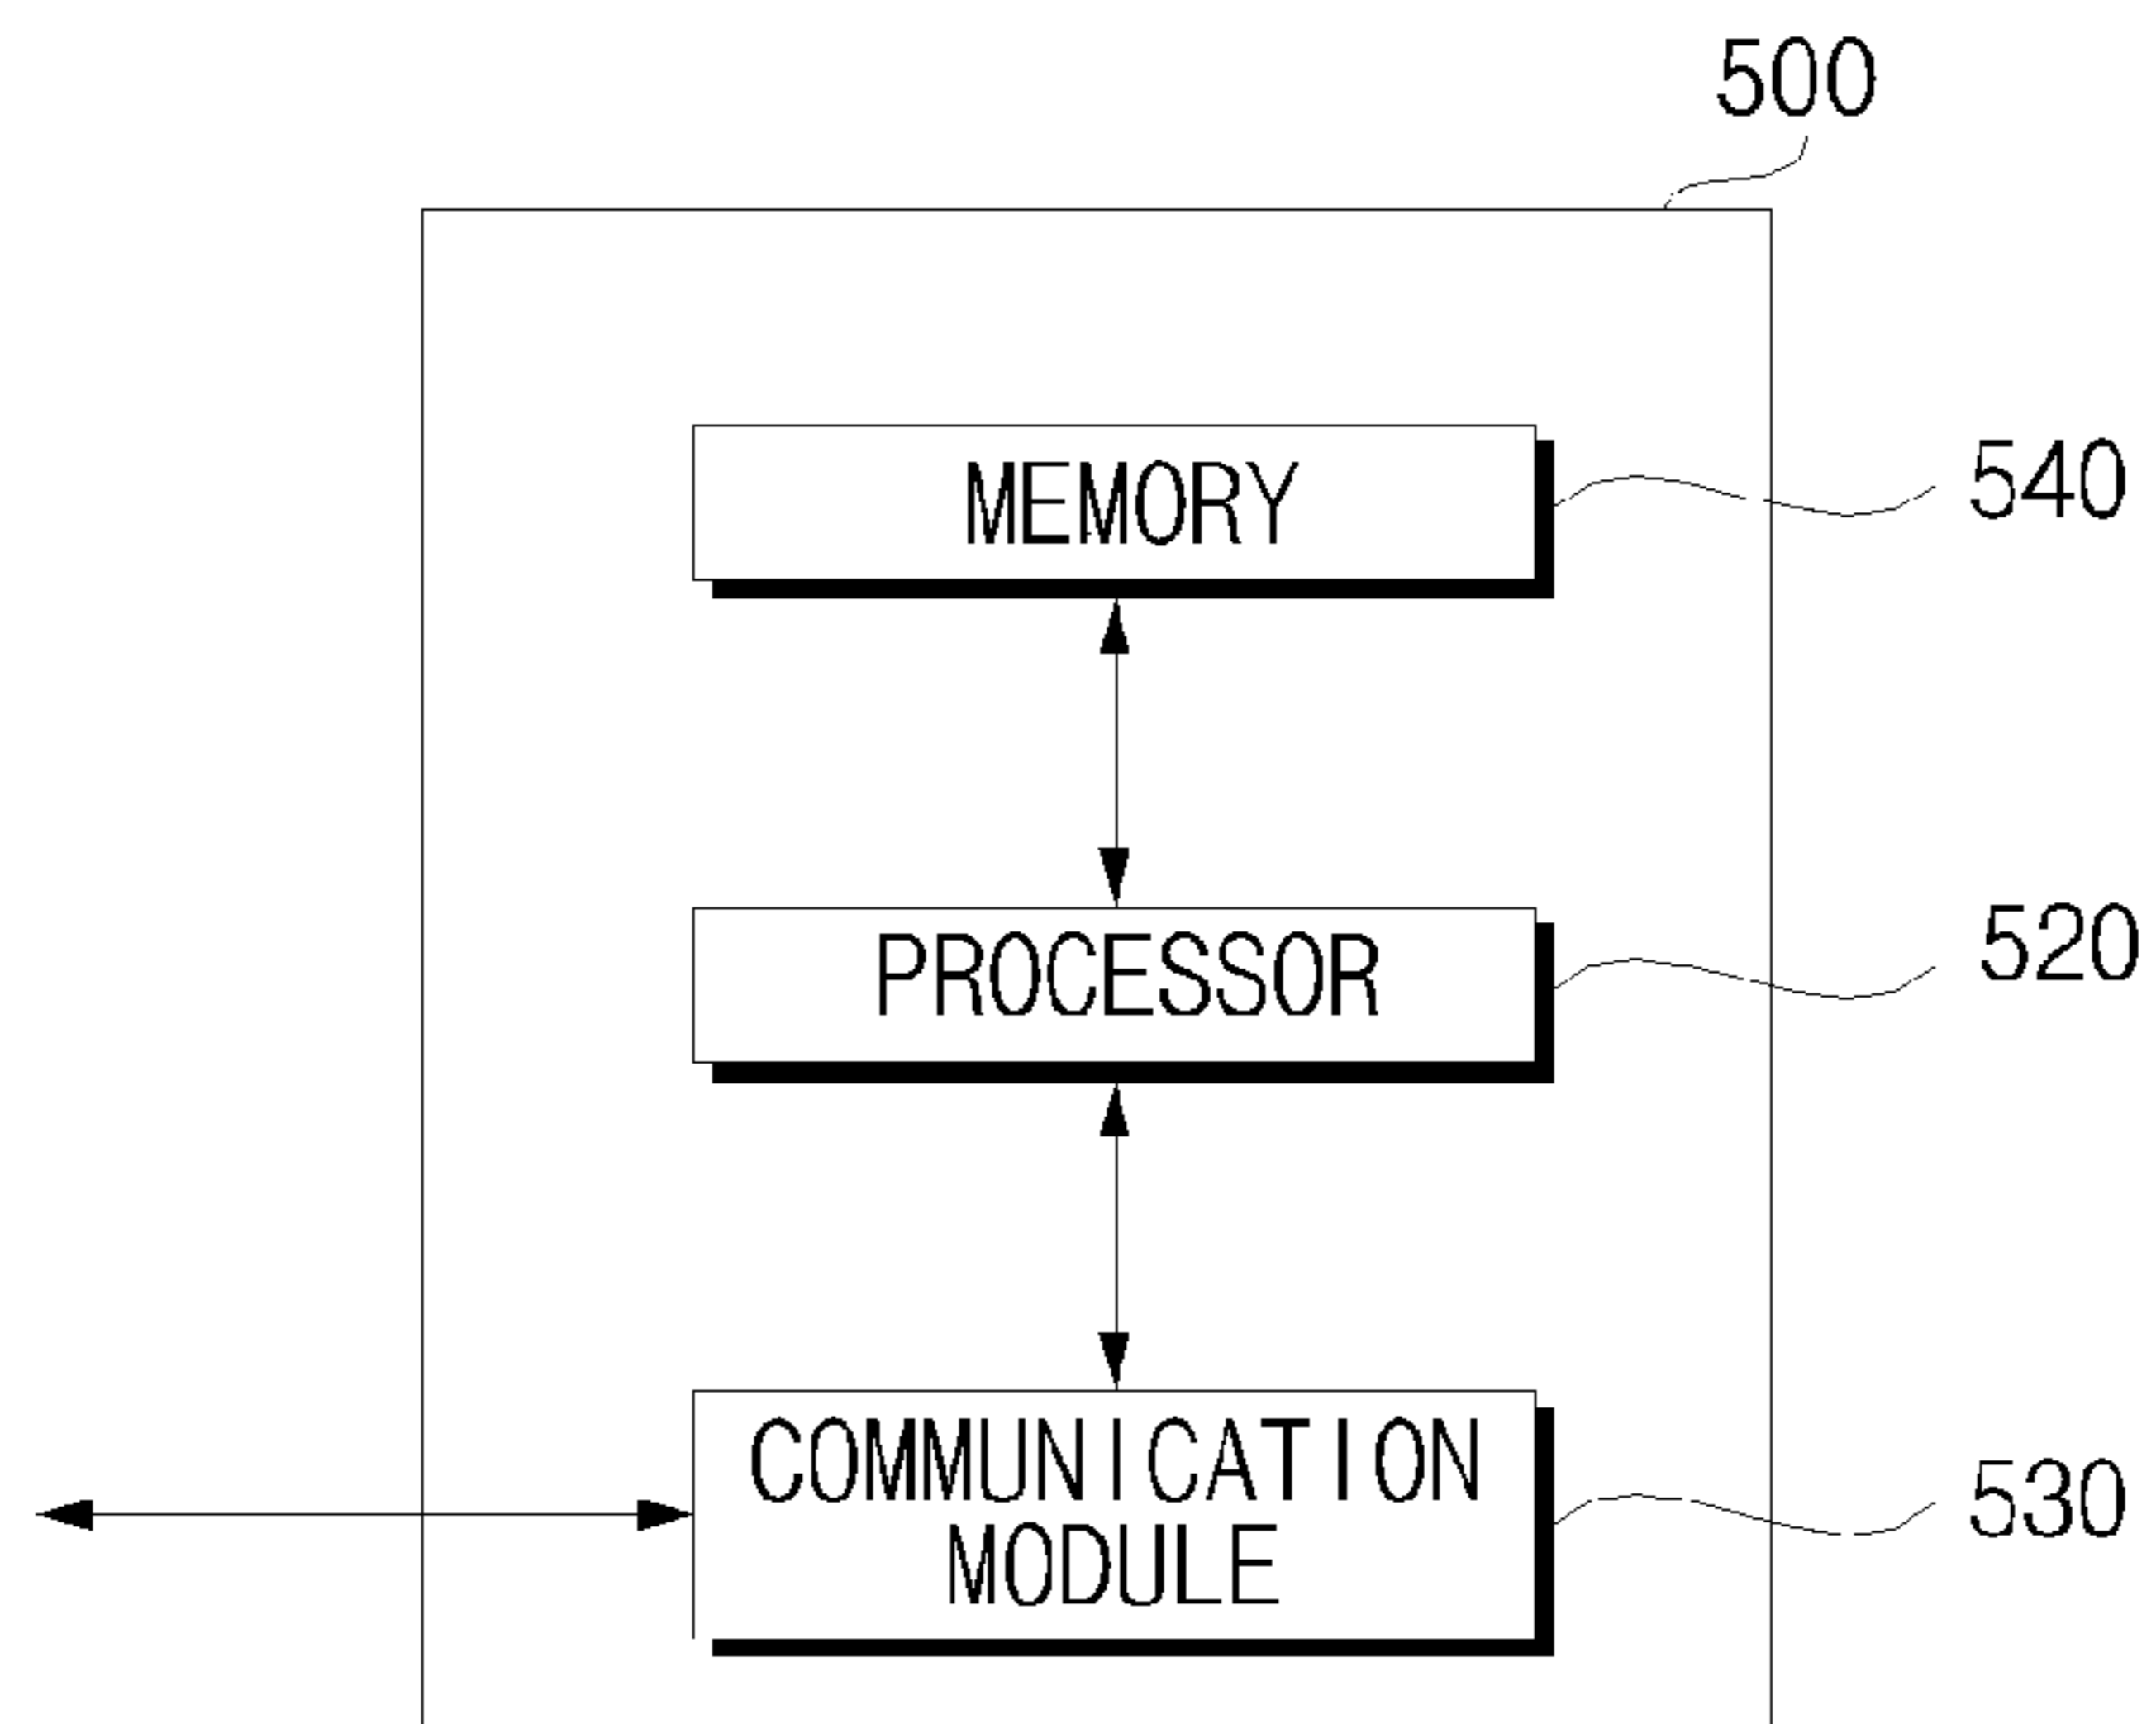 500
MEMORY
540
PROCESSOR
520
COMMUNICATION
MODULE
530